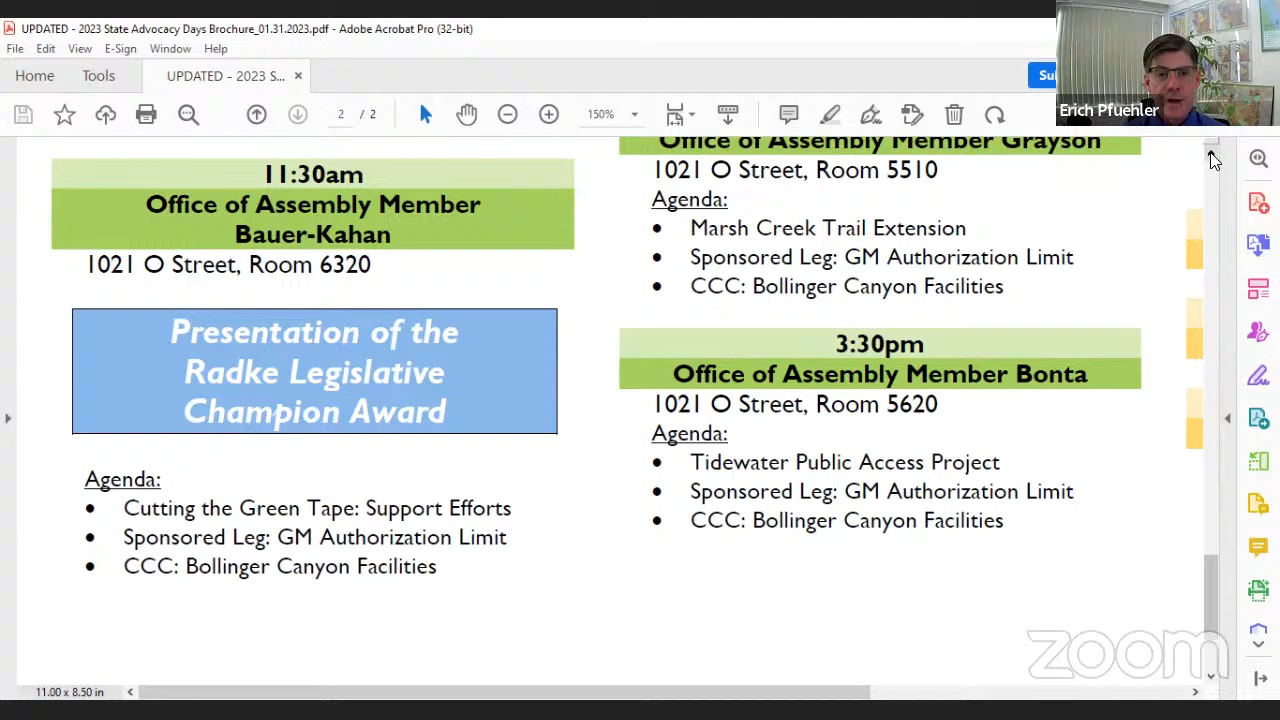 UPDATED - 2023 State Advocacy Days Brochure_01.31.2023.pdf - Adobe Acrobat Pro (32-bit)
File Edit View E-Sign Window Help
Home Tools UPDATED - 2023 S... ×
2 / 2 150%
Erich Pfuehler
11:30am
Office of Assembly Member
Bauer-Kahan
1021 O Street, Room 6320
Presentation of the
Radke Legislative
Champion Award
Agenda:
• Cutting the Green Tape: Support Efforts
• Sponsored Leg: GM Authorization Limit
• CCC: Bollinger Canyon Facilities
Office of Assembly Member Grayson
1021 O Street, Room 5510
Agenda:
• Marsh Creek Trail Extension
• Sponsored Leg: GM Authorization Limit
• CCC: Bollinger Canyon Facilities
3:30pm
Office of Assembly Member Bonta
1021 O Street, Room 5620
Agenda:
• Tidewater Public Access Project
• Sponsored Leg: GM Authorization Limit
• CCC: Bollinger Canyon Facilities
zoom
11.00 x 8.50 in